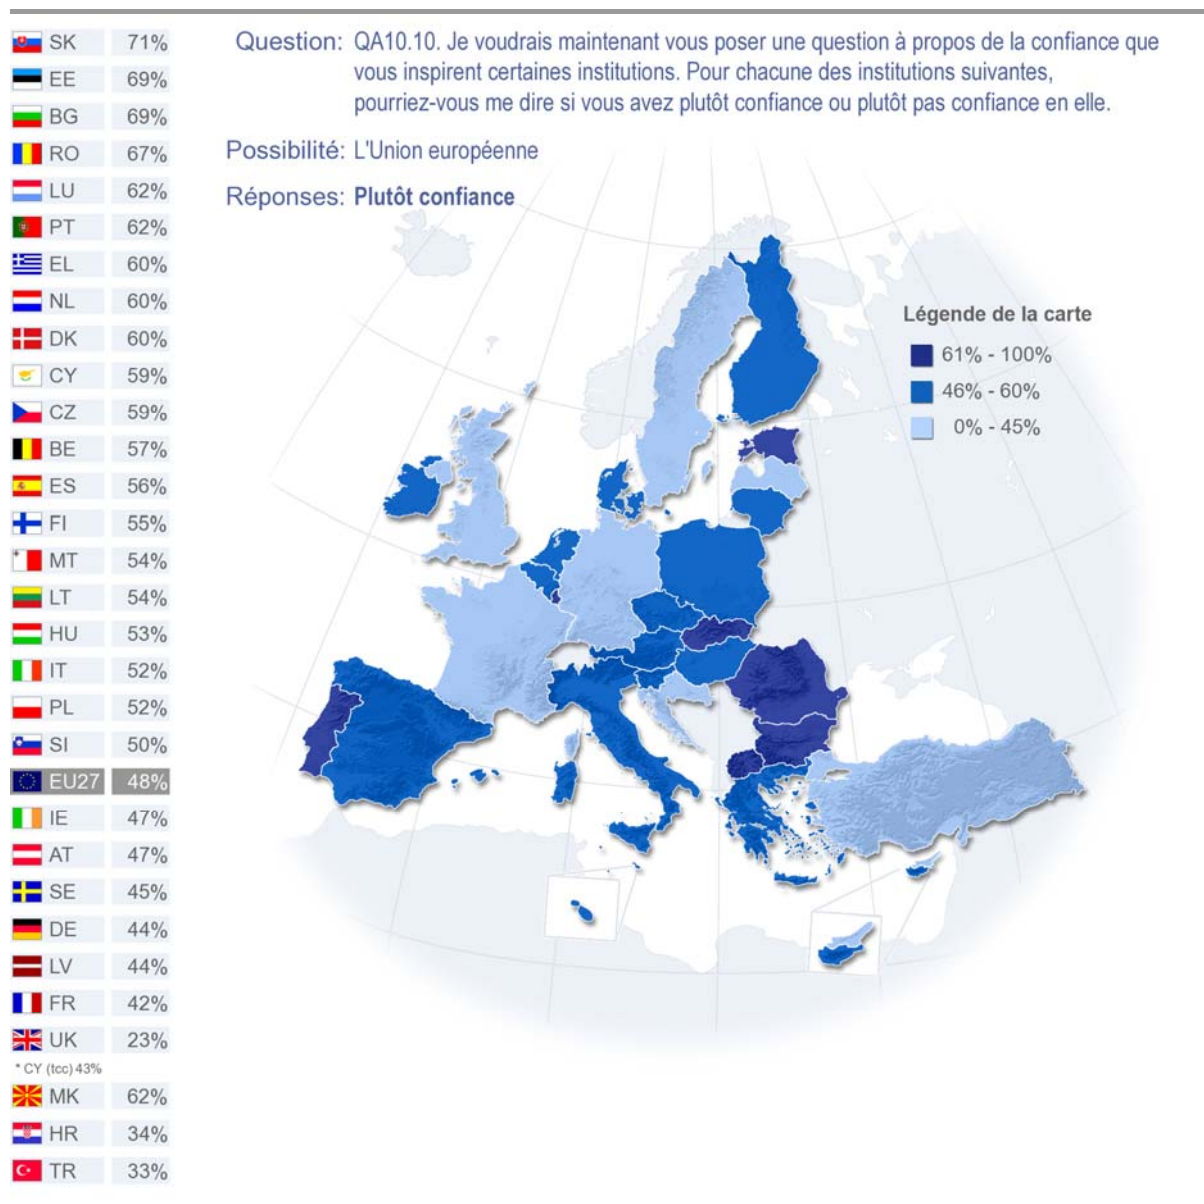 Question: QA10.10. Je voudrais maintenant vous poser une question à propos de la confiance que
vous inspirent certaines institutions. Pour chacune des institutions suivantes,
pourriez-vous me dire si vous avez plutôt confiance ou plutôt pas confiance en elle.
Possibilité: L'Union européenne
Réponses: Plutôt confiance
SK 71%
EE 69%
BG 69%
RO 67%
LU 62%
PT 62%
EL 60%
NL 60%
DK 60%
CY 59%
CZ 59%
BE 57%
ES 56%
FI 55%
MT 54%
LT 54%
HU 53%
IT 52%
PL 52%
SI 50%
EU27 48%
IE 47%
AT 47%
SE 45%
DE 44%
LV 44%
FR 42%
UK 23%
* CY (tcc) 43%
MK 62%
HR 34%
TR 33%
Légende de la carte
61% - 100%
46% - 60%
0% - 45%